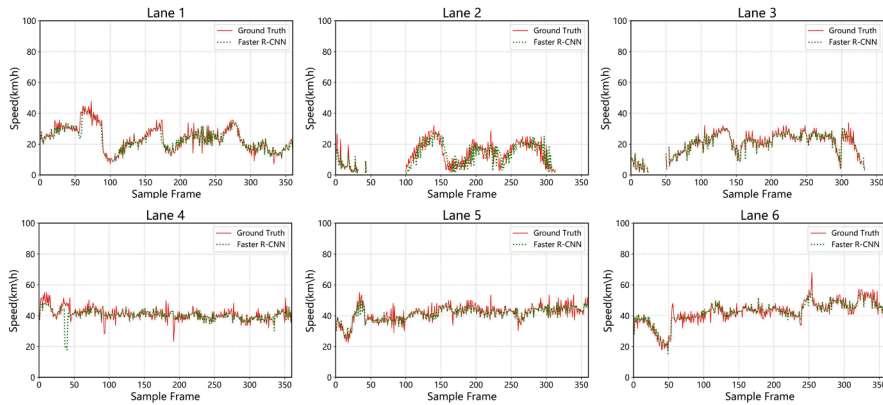 Lane 1
Lane 2
Lane 3
Speed(km\h)
100
80
60
40
20
0
Ground Truth
Faster R-CNN
0 50 100 150 200 250 300 350
Sample Frame
Speed(km\h)
100
80
60
40
20
0
Ground Truth
Faster R-CNN
0 50 100 150 200 250 300 350
Sample Frame
Speed(km\h)
100
80
60
40
20
0
Ground Truth
Faster R-CNN
0 50 100 150 200 250 300 350
Sample Frame
Lane 4
Lane 5
Lane 6
Speed(km\h)
100
80
60
40
20
0
Ground Truth
Faster R-CNN
0 50 100 150 200 250 300 350
Sample Frame
Speed(km\h)
100
80
60
40
20
0
Ground Truth
Faster R-CNN
0 50 100 150 200 250 300 350
Sample Frame
Speed(km\h)
100
80
60
40
20
0
Ground Truth
Faster R-CNN
0 50 100 150 200 250 300 350
Sample Frame